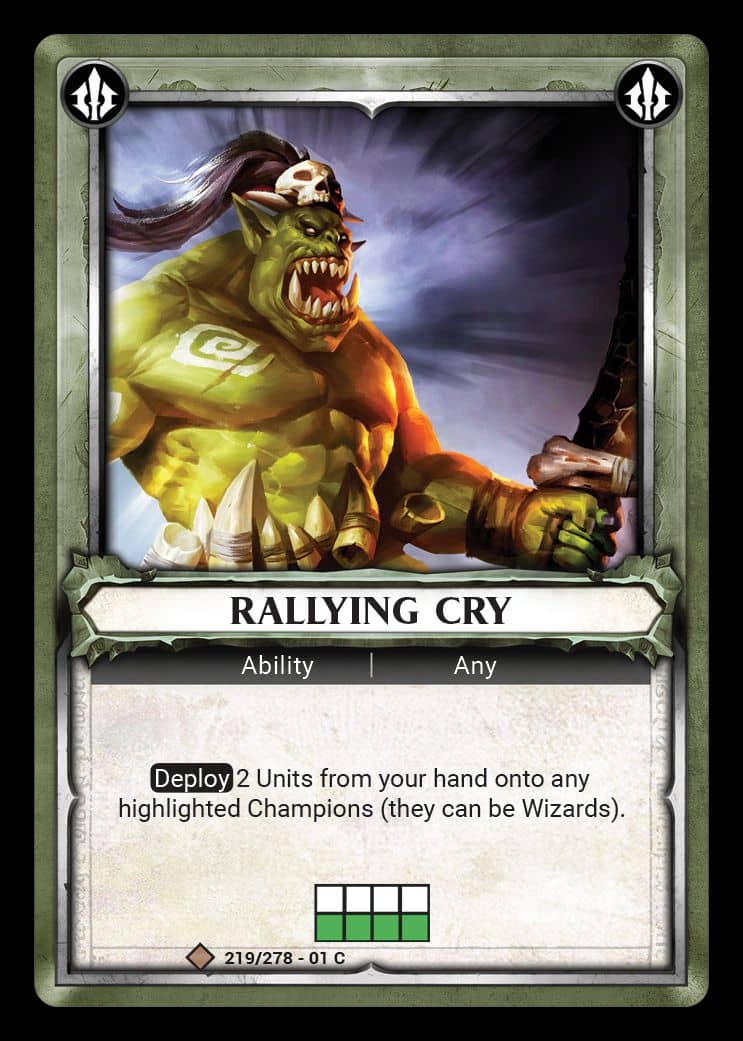 RALLYING CRY
Ability | Any
Deploy 2 Units from your hand onto any
highlighted Champions (they can be Wizards).
219/278 - 01 C